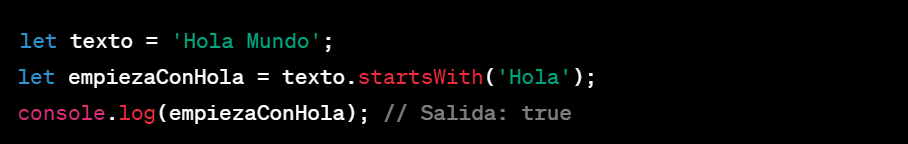 let texto = 'Hola Mundo';
let empiezaConHola = texto.startsWith('Hola');
console.log(empiezaConHola); // Salida: true